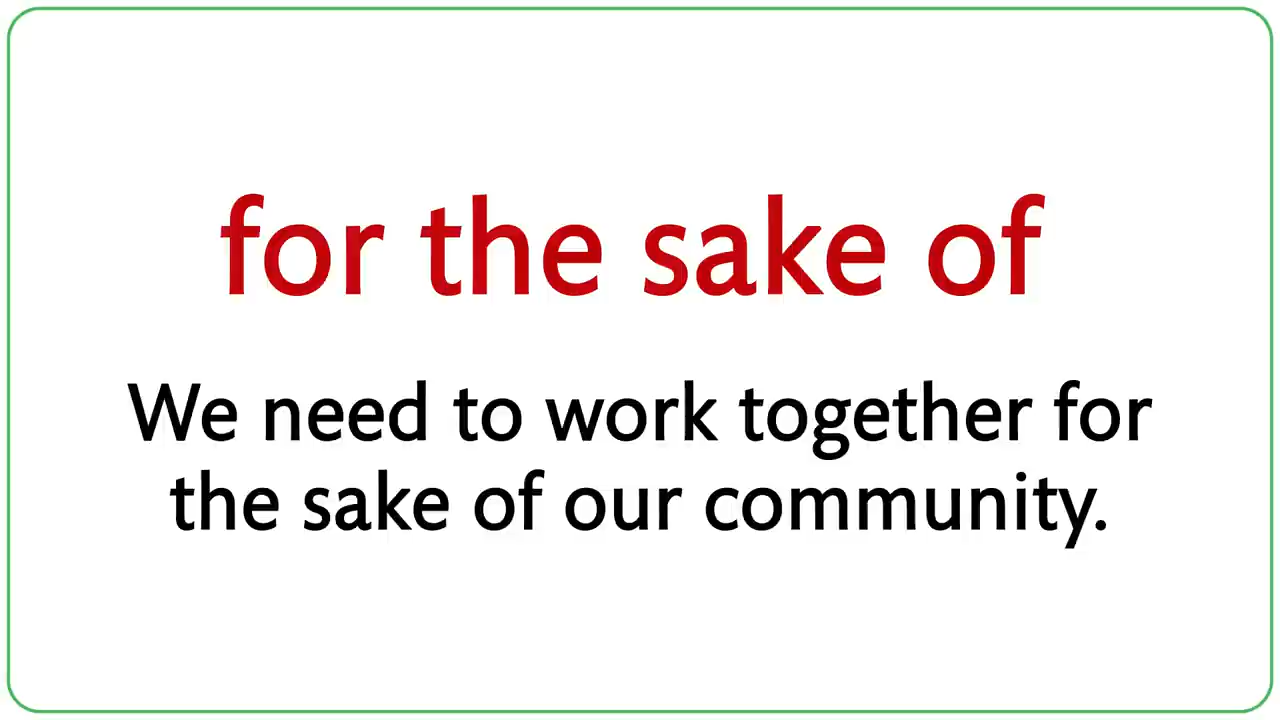 for the sake of
We need to work together for
the sake of our community.